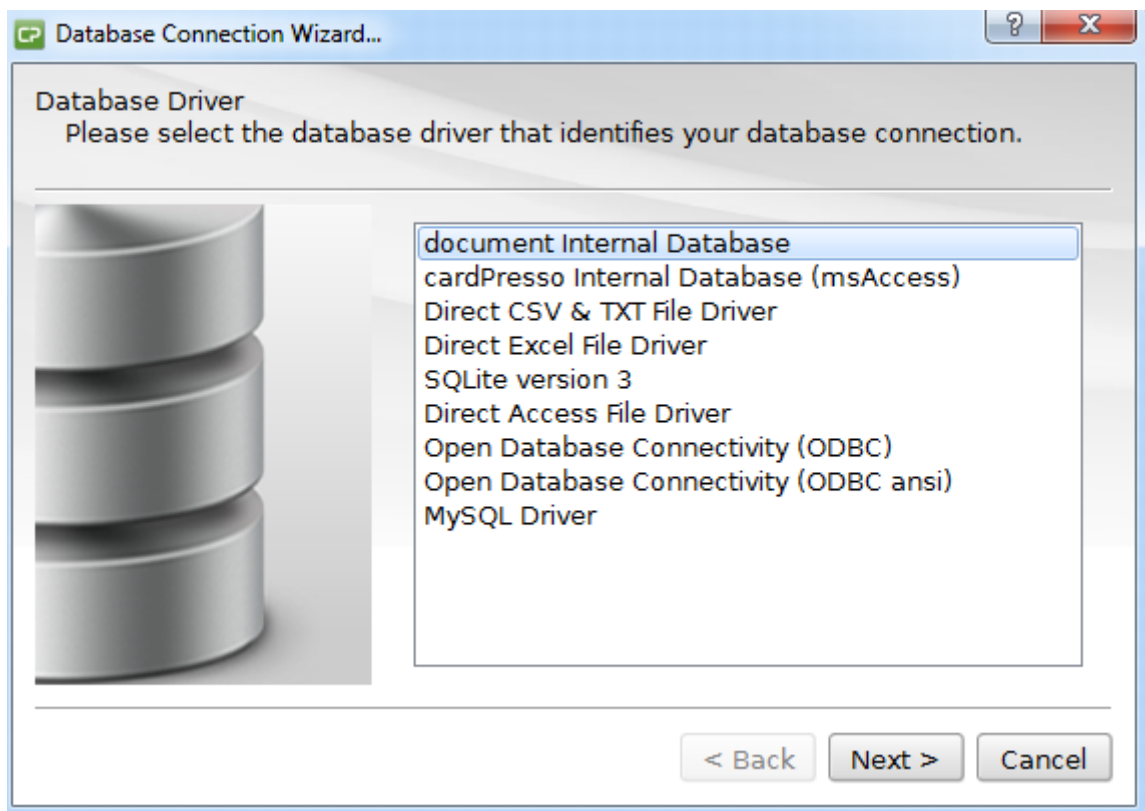 CP Database Connection Wizard...
?
X
Database Driver
Please select the database driver that identifies your database connection.
document Internal Database
cardPresso Internal Database (msAccess)
Direct CSV & TXT File Driver
Direct Excel File Driver
SQLite version 3
Direct Access File Driver
Open Database Connectivity (ODBC)
Open Database Connectivity (ODBC ansi)
MySQL Driver
< Back Next > Cancel